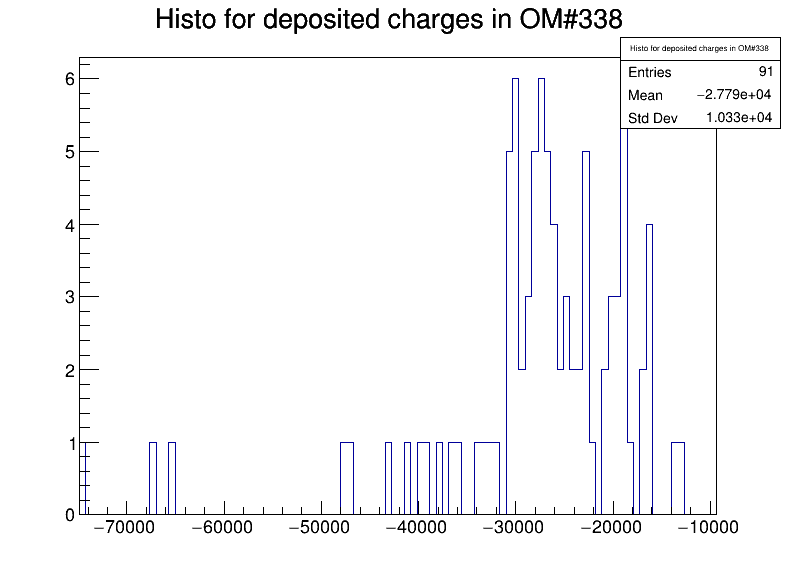 Histo for deposited charges in OM#338
Histo for deposited charges in OM#338
Entries 91
Mean −2.779e+04
Std Dev 1.033e+04
6
5
4
3
2
1
0
−70000 −60000 −50000 −40000 −30000 −20000 −10000